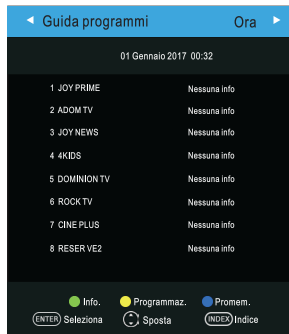 Guida programmi Ora
01 Gennaio 2017 00:32
1 JOY PRIME Nessuna info
2 ADOM TV Nessuna info
3 JOY NEWS Nessuna info
4 4KIDS Nessuna info
5 DOMINION TV Nessuna info
6 ROCK TV Nessuna info
7 CINE PLUS Nessuna info
8 RESER VE2 Nessuna info
Info. Programmaz. Promem.
ENTER Seleziona Sposta INDEX Indice